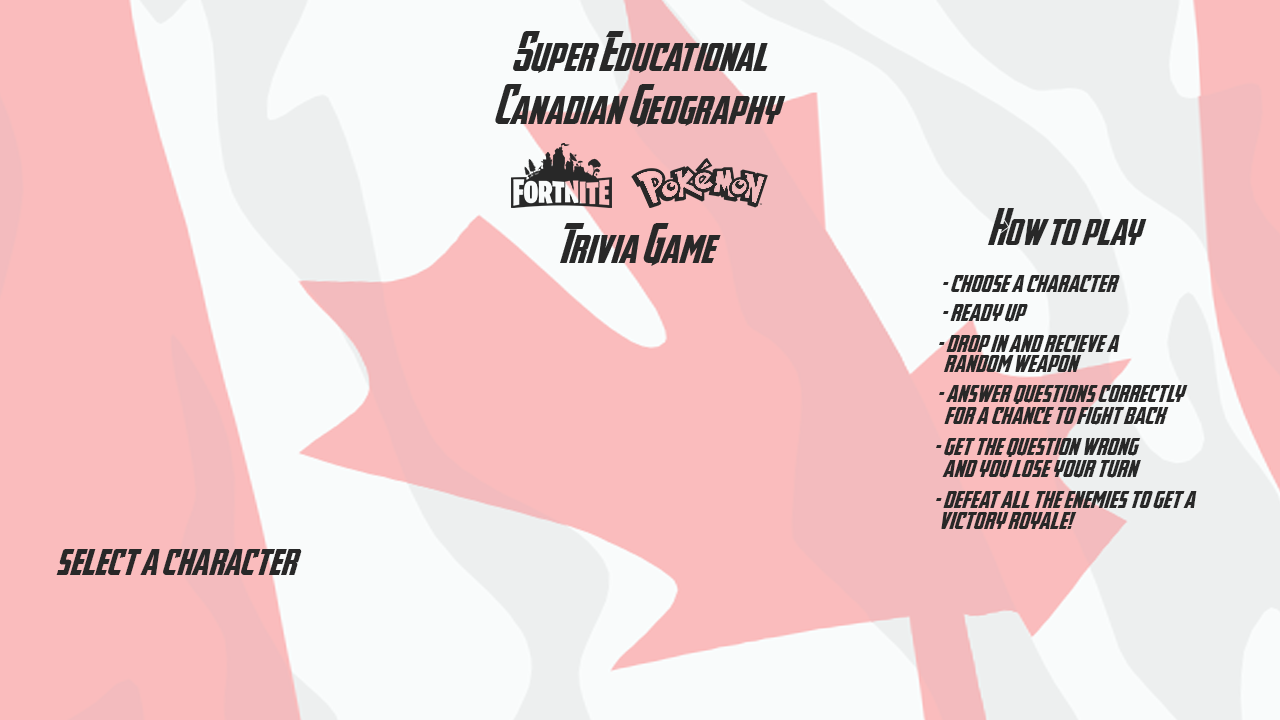 Super Educational
Canadian Geography
FORTNITE POKéMON
Trivia Game
How to play
- CHOOSE A CHARACTER
- READY UP
- DROP IN AND RECIEVE A
RANDOM WEAPON
- ANSWER QUESTIONS CORRECTLY
FOR A CHANCE TO FIGHT BACK
- GET THE QUESTION WRONG
AND YOU LOSE YOUR TURN
- DEFEAT ALL THE ENEMIES TO GET A
VICTORY ROYALE!
SELECT A CHARACTER